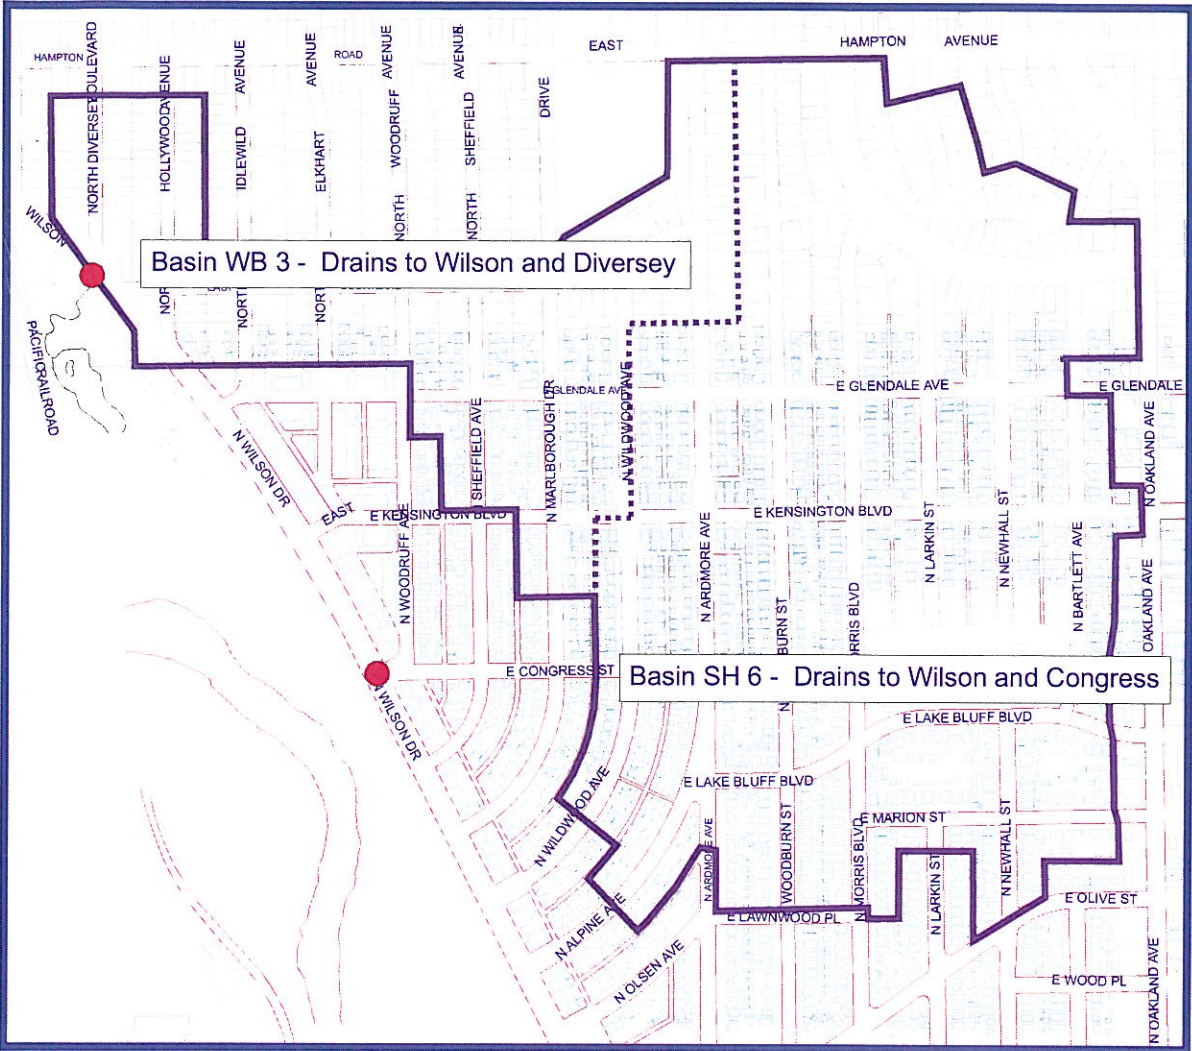 HAMPTON
NORTH DIVERSEY BOULEVARD
HOLLYWOOD AVENUE
IDLEWILD AVENUE
ELKHART AVENUE
ROAD
NORTH WOODRUFF AVENUE
NORTH SHEFFIELD AVENUE
DRIVE
EAST HAMPTON AVENUE
WILSON
Basin WB 3 - Drains to Wilson and Diversey
NORT
NORT
PACIFIC RAILROAD
E GLENDALE AVE
E GLENDALE AVE
E GLENDALE
N WILSON DR
SHEFFIELD AVE
N MARLBOROUGH DR
N WILDWOOD AVE
N OAKLAND AVE
EAST
E KENSINGTON BLVD
E KENSINGTON BLVD
N WOODRUFF AVE
N ARDMORE AVE
N LARKIN ST
N NEWHALL ST
N BARTLETT AVE
OAKLAND AVE
BURN ST
RRIS BLVD
E CONGRESS ST
Basin SH 6 - Drains to Wilson and Congress
N WILSON DR
E LAKE BLUFF BLVD
E LAKE BLUFF BLVD
N WILDWOOD AVE
N ARDMORE AVE
WOODBURN ST
N MORRIS BLVD
E MARION ST
N LARKIN ST
N NEWHALL ST
E OLIVE ST
E LAWNWOOD PL
N ALPINE AVE
N OLSEN AVE
E WOOD PL
N OAKLAND AVE